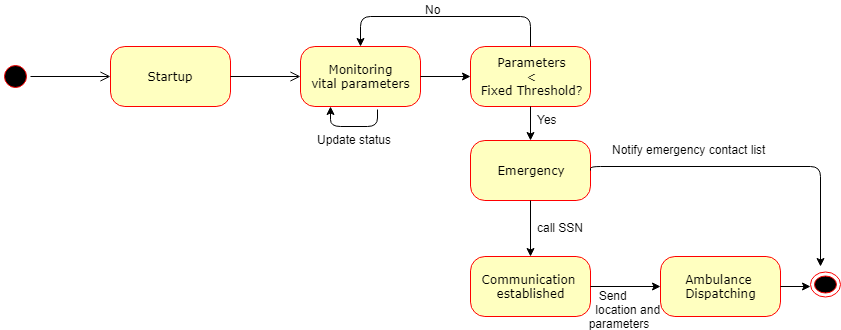 No
Startup
Monitoring
vital parameters
Parameters
<
Fixed Threshold?
Update status
Yes
Notify emergency contact list
Emergency
call SSN
Communication
established
Send
location and
parameters
Ambulance
Dispatching